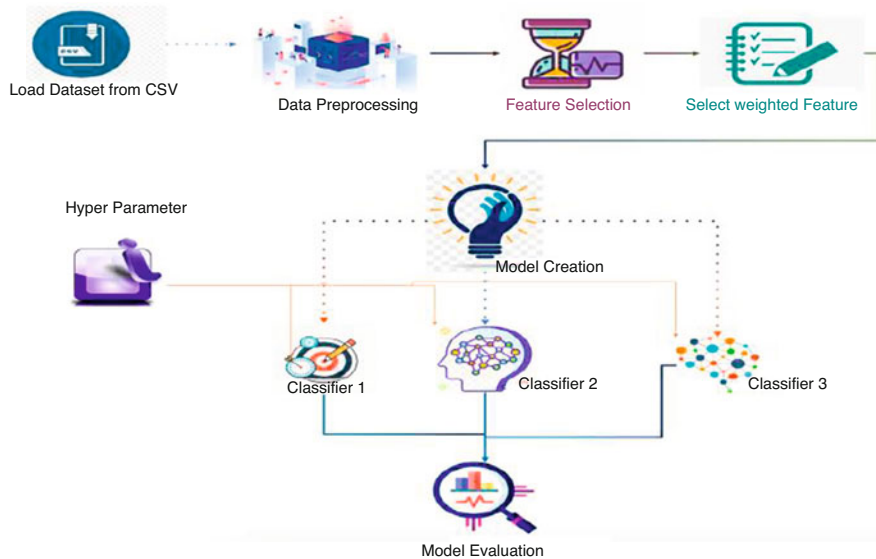 CSV
Load Dataset from CSV
Data Preprocessing
Feature Selection
Select weighted Feature
Hyper Parameter
Model Creation
Classifier 1
Classifier 2
Classifier 3
Model Evaluation